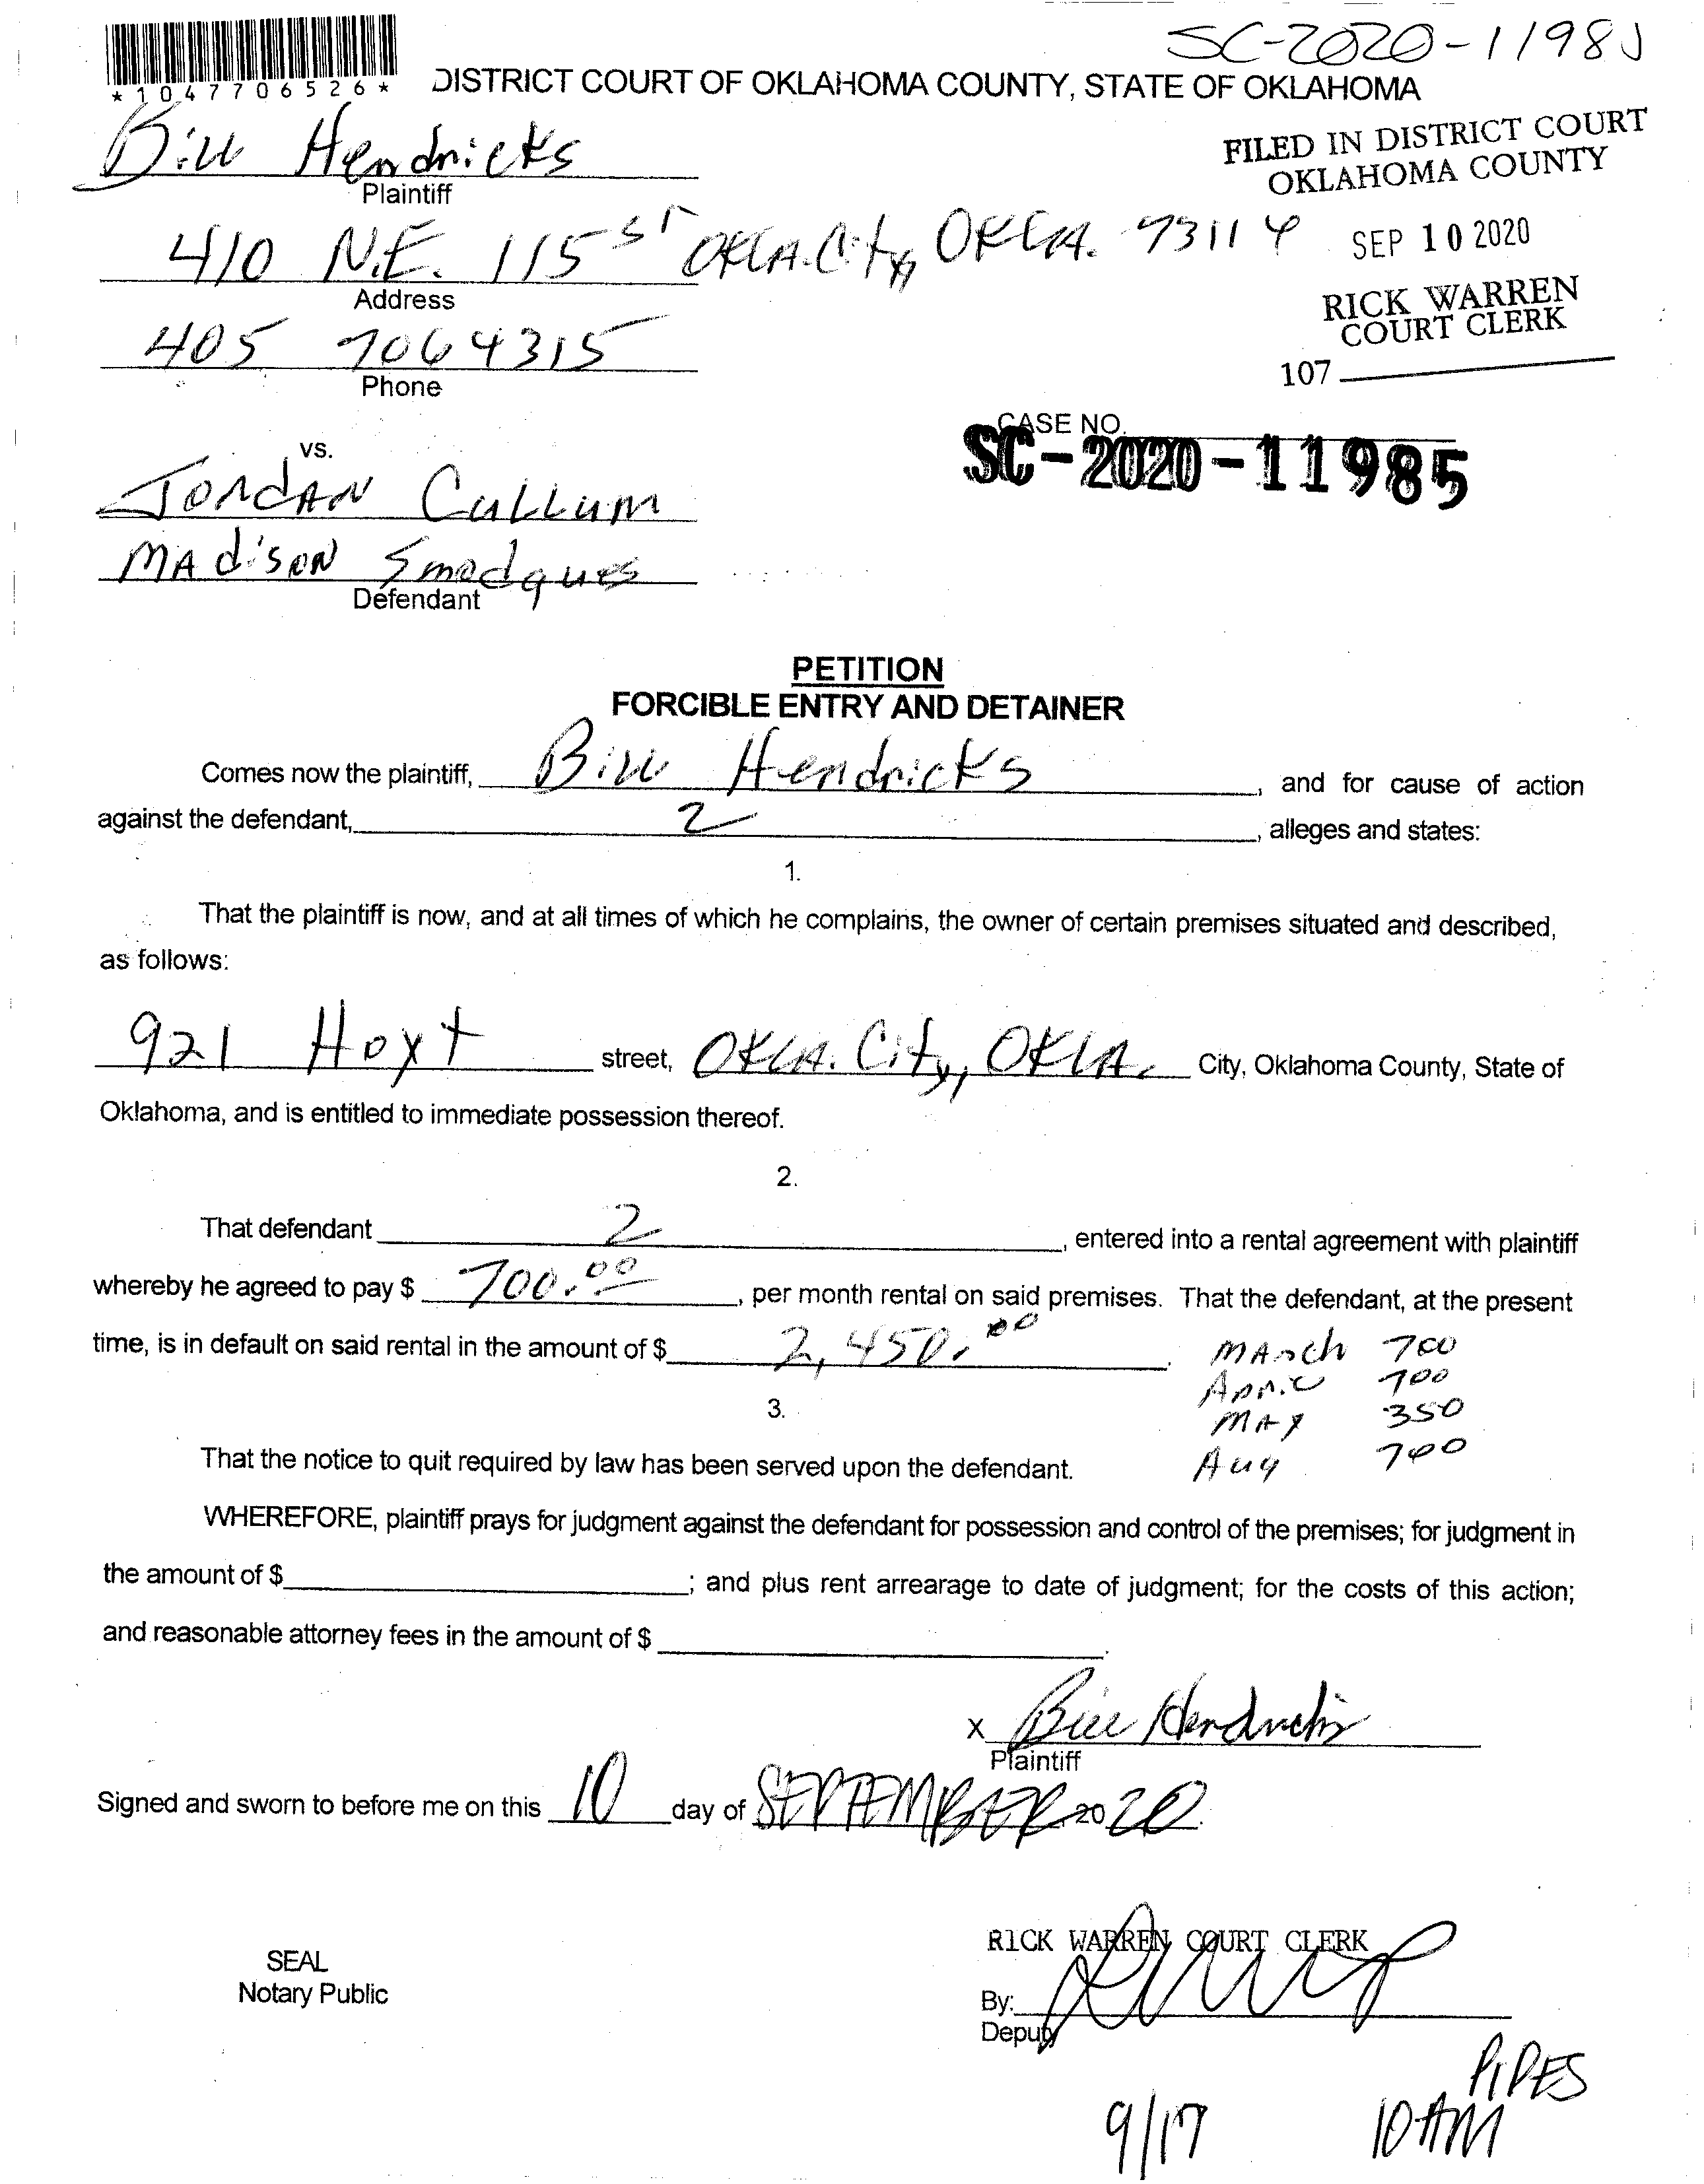 SC-2020-11985
*1047706526*
DISTRICT COURT OF OKLAHOMA COUNTY, STATE OF OKLAHOMA
FILED IN DISTRICT COURT
OKLAHOMA COUNTY
SEP 10 2020
RICK WARREN
COURT CLERK
107
Bill Hendricks
Plaintiff
410 N.E. 115 ST OKLA. City, OKLA. 73114
Address
405 7064315
Phone
CASE NO.
SC-2020-11985
vs.
JORDAN CULLUM
MADISON
Defendant
PETITION
FORCIBLE ENTRY AND DETAINER
Comes now the plaintiff, Bill Hendricks, and for cause of action
against the defendant, 2, alleges and states:
1.
That the plaintiff is now, and at all times of which he complains, the owner of certain premises situated and described,
as follows:
921 Hoyt street, OKLA. City, OKLA. City, Oklahoma County, State of
Oklahoma, and is entitled to immediate possession thereof.
2.
That defendant 2, entered into a rental agreement with plaintiff
whereby he agreed to pay $ 700.00, per month rental on said premises. That the defendant, at the present
time, is in default on said rental in the amount of $ 2,450.00.
MARch 700
April 700
MAY 350
Aug 700
3.
That the notice to quit required by law has been served upon the defendant.
WHEREFORE, plaintiff prays for judgment against the defendant for possession and control of the premises; for judgment in
the amount of $ ; and plus rent arrearage to date of judgment; for the costs of this action;
and reasonable attorney fees in the amount of $ .
x Bill Hendricks
Plaintiff
Signed and sworn to before me on this 10 day of SEPTEMBER, 20 20.
SEAL
Notary Public
RICK WARREN COURT CLERK
By:
Deputy
PIPES
9/17 10 AM